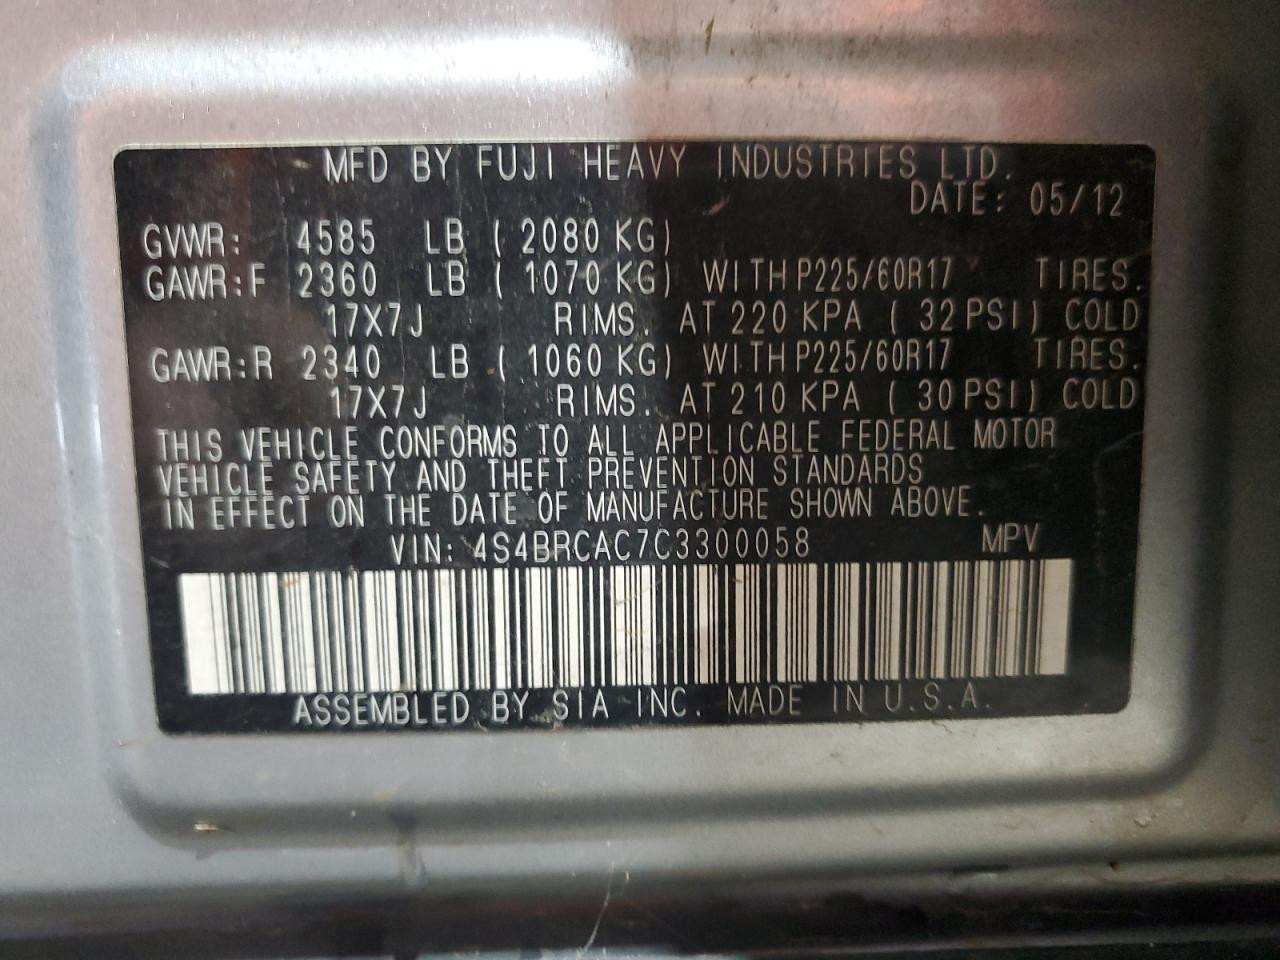 MFD BY FUJI HEAVY INDUSTRIES LTD.
DATE: 05/12
GVWR: 4585 LB ( 2080 KG)
GAWR:F 2360 LB ( 1070 KG) WITH P225/60R17 TIRES.
17X7J RIMS. AT 220 KPA ( 32 PSI) COLD
GAWR:R 2340 LB ( 1060 KG) WITH P225/60R17 TIRES.
17X7J RIMS. AT 210 KPA ( 30 PSI) COLD
THIS VEHICLE CONFORMS TO ALL APPLICABLE FEDERAL MOTOR
VEHICLE SAFETY AND THEFT PREVENTION STANDARDS
IN EFFECT ON THE DATE OF MANUFACTURE SHOWN ABOVE.
VIN: 4S4BRCAC7C3300058 MPV
ASSEMBLED BY SIA INC. MADE IN U.S.A.